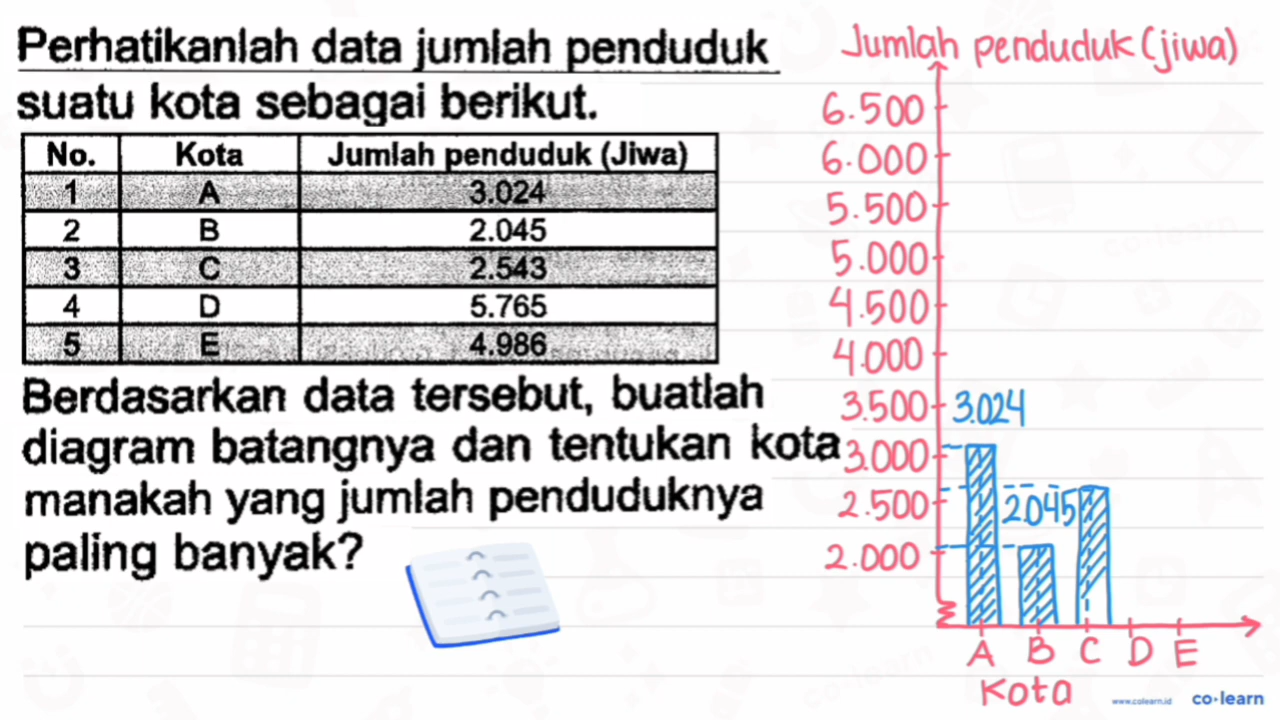 Perhatikanlah data jumlah penduduk
suatu kota sebagai berikut.
No. Kota Jumlah penduduk (Jiwa)
1 A 3.024
2 B 2.045
3 C 2.543
4 D 5.765
5 E 4.986
Berdasarkan data tersebut, buatlah
diagram batangnya dan tentukan kota
manakah yang jumlah penduduknya
paling banyak?
Jumlah penduduk (jiwa)
6.500
6.000
5.500
5.000
4.500
4.000
3.500
3.024
3.000
2.500
2.045
2.000
A B C D E
Kota
www.colearn.id co·learn